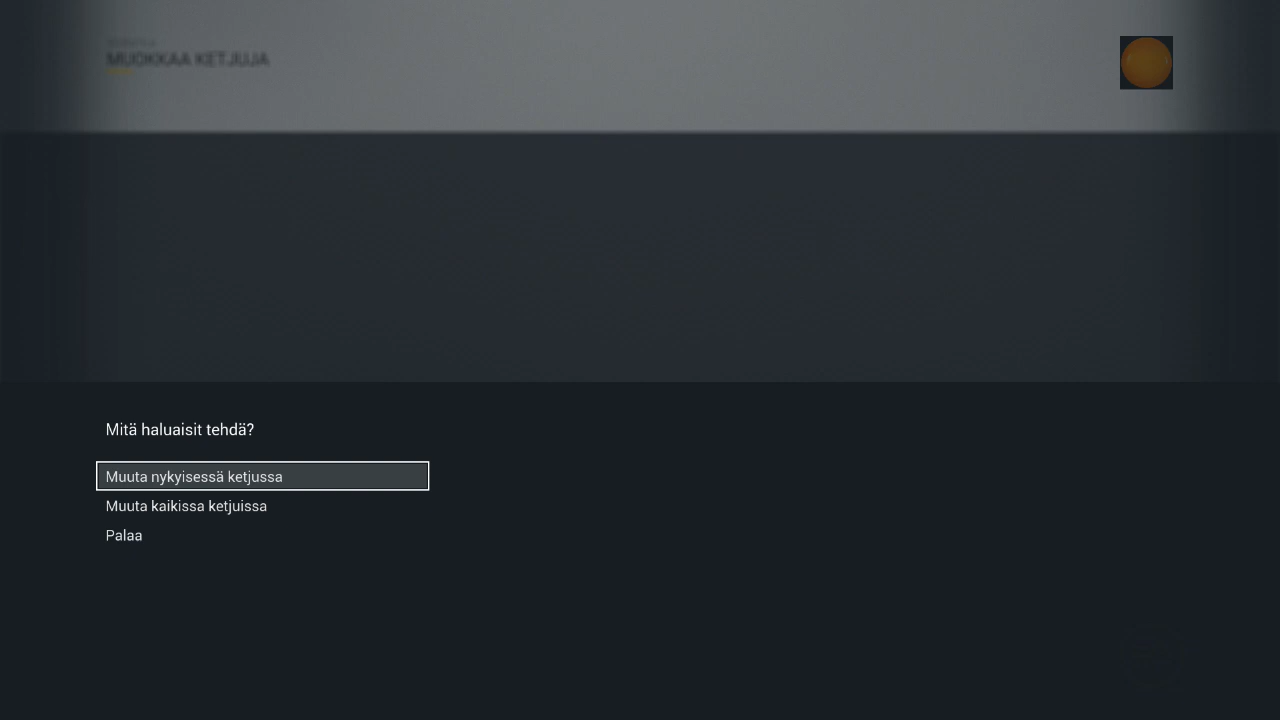 MUOKKAA KETJUJA
Mitä haluaisit tehdä?
Muuta nykyisessä ketjussa
Muuta kaikissa ketjuissa
Palaa